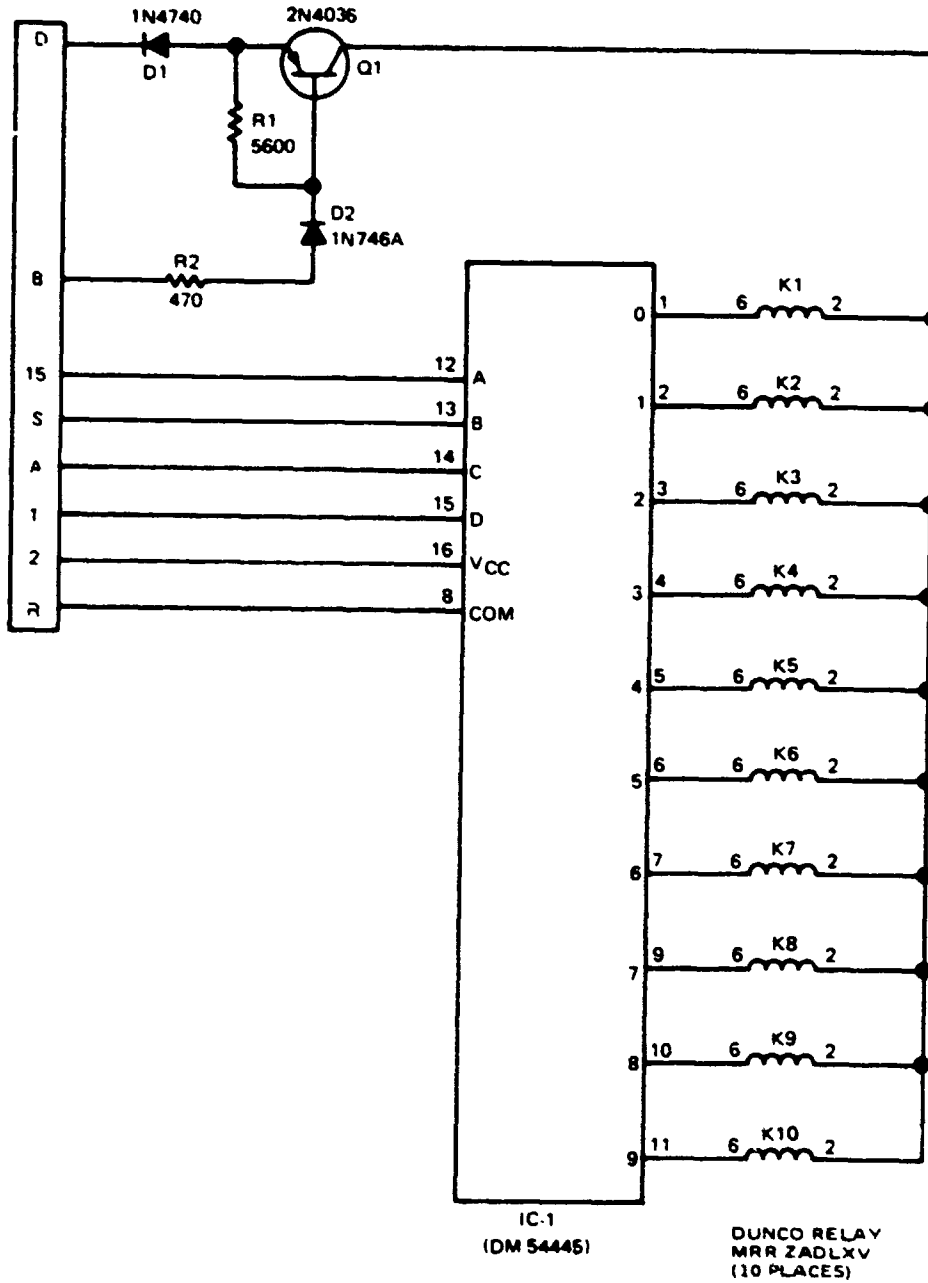 1N4740
2N4036
D
D1
Q1
R1
5600
D2
1N746A
B
R2
470
15
12
A
S
13
B
A
14
C
1
15
D
2
16
VCC
R
8
COM
0
1
6
K1
2
1
2
6
K2
2
2
3
6
K3
2
3
4
6
K4
2
4
5
6
K5
2
5
6
6
K6
2
6
7
6
K7
2
7
9
6
K8
2
8
10
6
K9
2
9
11
6
K10
2
IC-1
(DM 54445)
DUNCO RELAY
MRR ZADLXV
(10 PLACES)